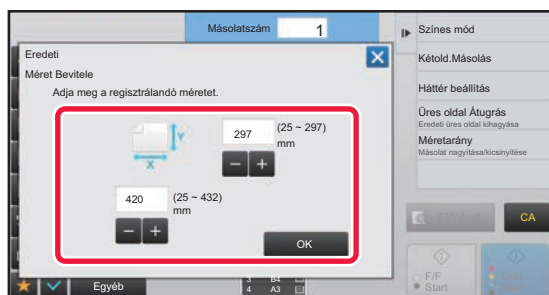 Másolatszám
1
Színes mód
Eredeti
Kétold.Másolás
Méret Bevitele
Adja meg a regisztrálandó méretet.
Háttér beállítás
Üres oldal Átugrás
Eredeti üres oldal kihagyása
Y
297
(25 ~ 297)
mm
Méretarány
Másolat nagyítása/kicsinyítése
X
420
(25 ~ 432)
mm
CA
OK
Egyéb
3 B4
4 A3
F/F
Start